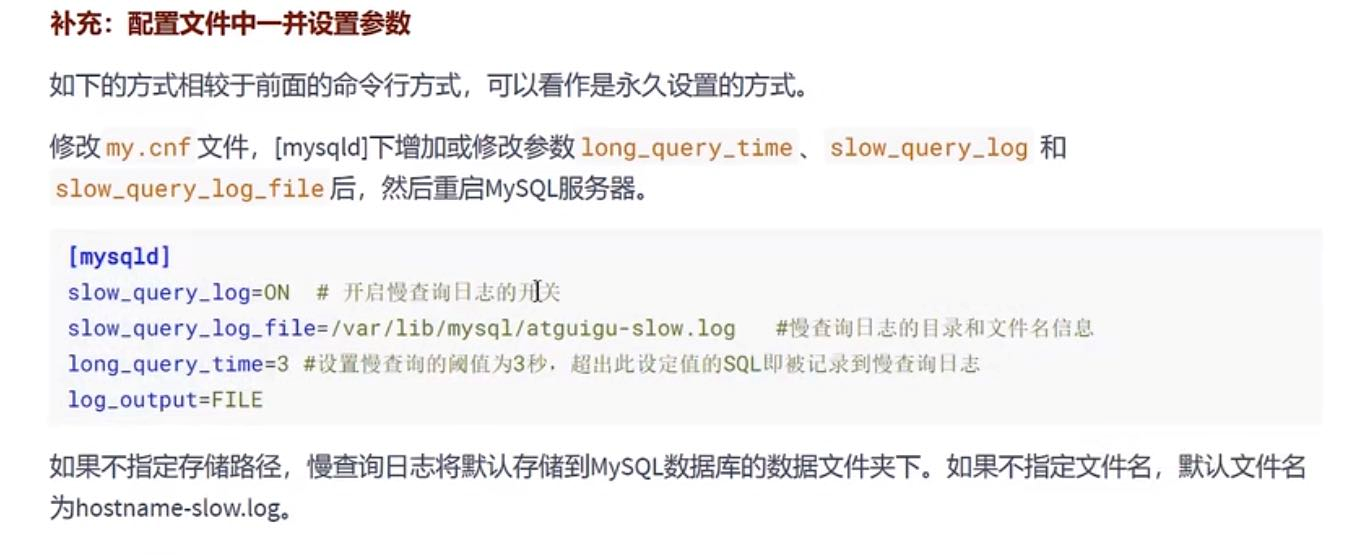 补充：配置文件中一并设置参数
如下的方式相较于前面的命令行方式，可以看作是永久设置的方式。
修改 my.cnf 文件，[mysqld]下增加或修改参数 long_query_time 、 slow_query_log 和
slow_query_log_file 后，然后重启MySQL服务器。
[mysqld]
slow_query_log=ON  # 开启慢查询日志的开关
slow_query_log_file=/var/lib/mysql/atguigu-slow.log   #慢查询日志的目录和文件名信息
long_query_time=3 #设置慢查询的阈值为3秒，超出此设定值的SQL即被记录到慢查询日志
log_output=FILE
如果不指定存储路径，慢查询日志将默认存储到MySQL数据库的数据文件夹下。如果不指定文件名，默认文件名
为hostname-slow.log。